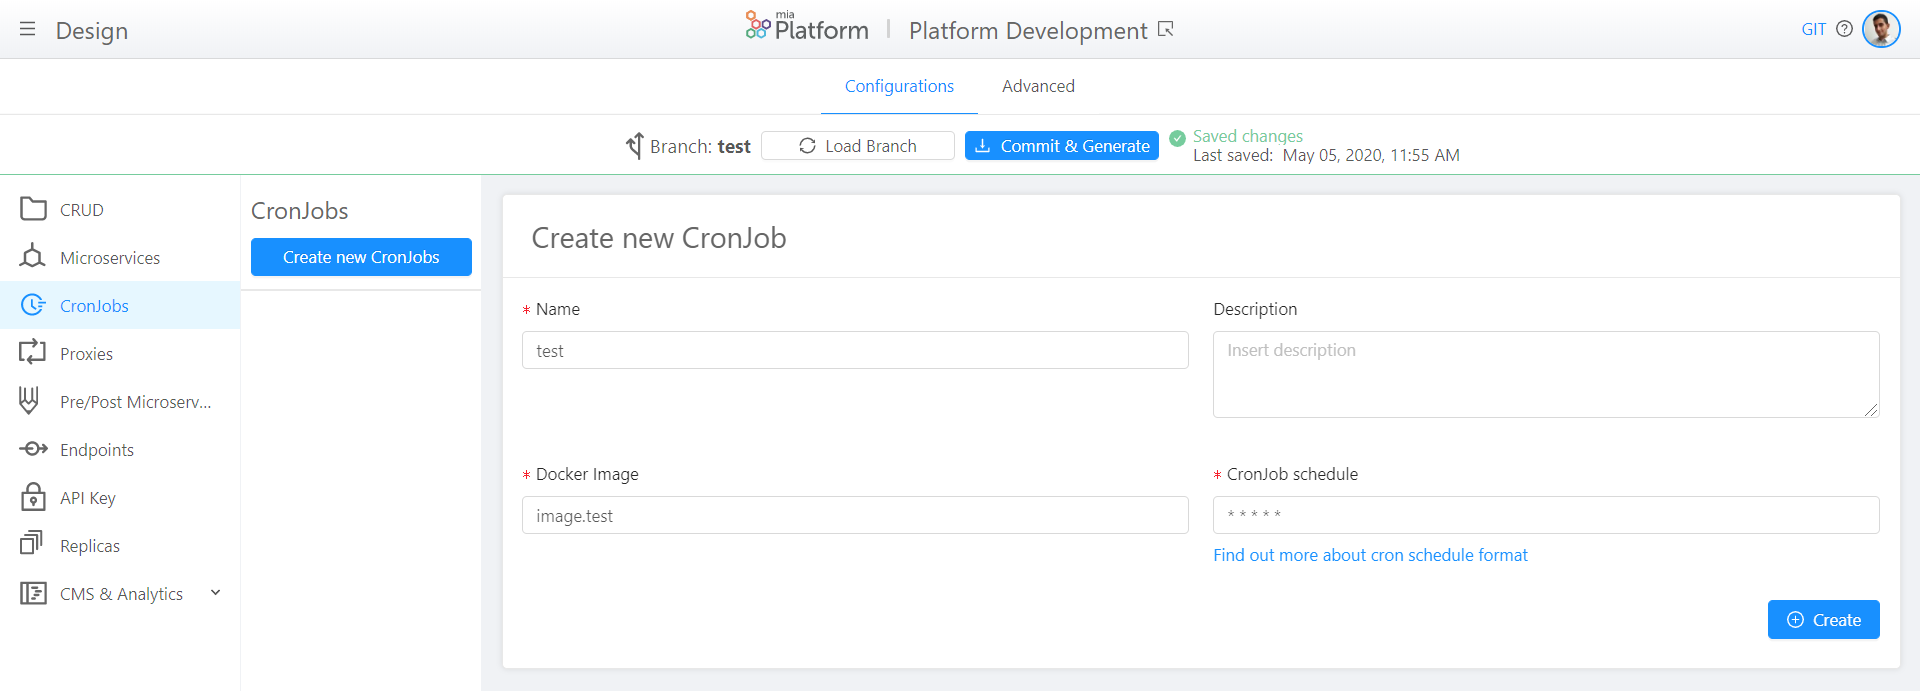 Design
mia
Platform
Platform Development
GIT
Configurations
Advanced
Branch: test
Load Branch
Commit & Generate
Saved changes
Last saved: May 05, 2020, 11:55 AM
CRUD
Microservices
CronJobs
Proxies
Pre/Post Microserv...
Endpoints
API Key
Replicas
CMS & Analytics
CronJobs
Create new CronJobs
Create new CronJob
* Name
test
Description
Insert description
* Docker Image
image.test
* CronJob schedule
* * * * *
Find out more about cron schedule format
Create